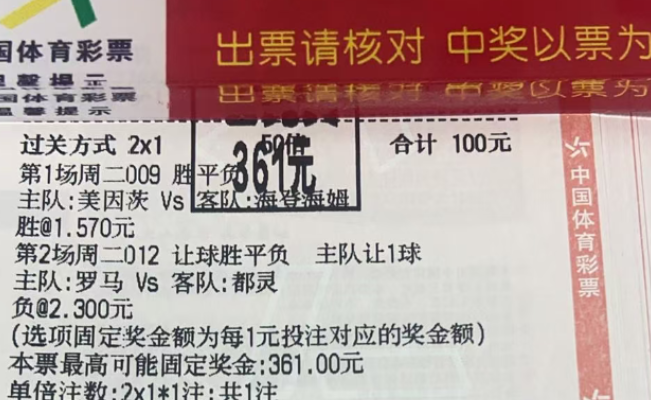 国体育彩票
温馨提示
出票请核对 中奖以票为
国体育彩票
温馨提示
出票请核对 中奖以票为
过关方式 2x1 50倍 合计 100元
361元
第1场周二009 胜平负
主队:美因茨 Vs 客队:海登海姆
胜@1.570元
第2场周二012 让球胜平负 主队让1球
主队:罗马 Vs 客队:都灵
负@2.300元
(选项固定奖金额为每1元投注对应的奖金额)
本票最高可能固定奖金:361.00元
单倍注数:2x1*1注:共1注
中国体育彩票